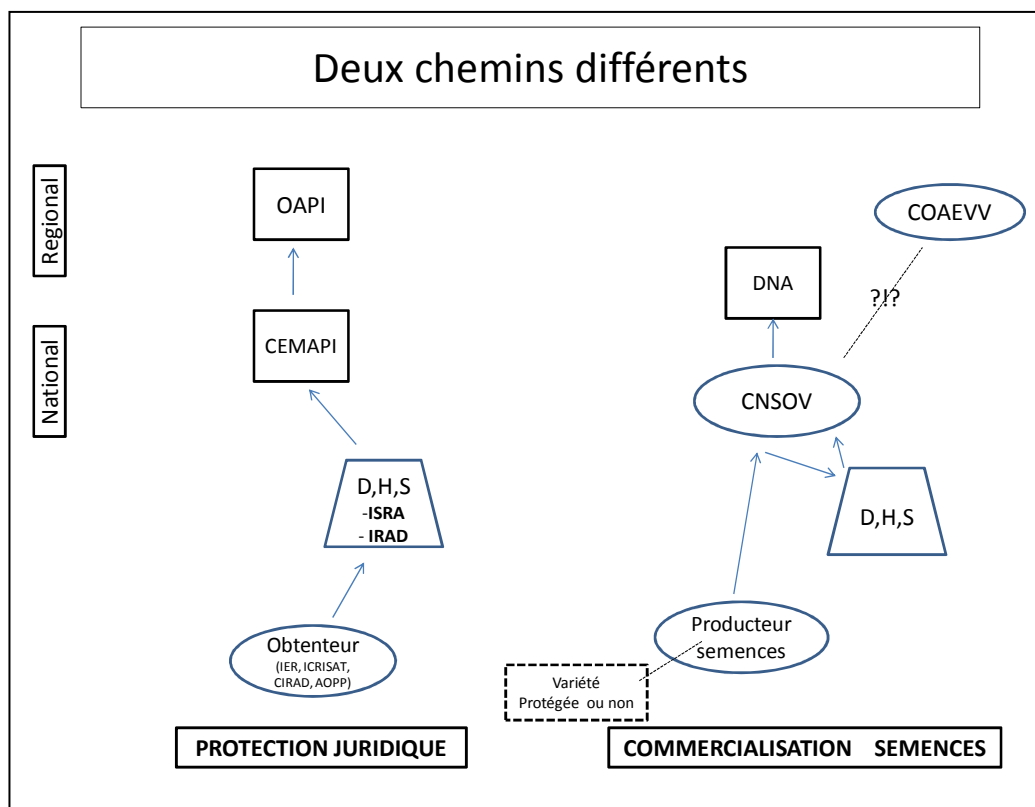 Deux chemins différents
Regional
OAPI
COAEVV
DNA
?!?
National
CEMAPI
CNSOV
D,H,S
-ISRA
- IRAD
D,H,S
Obtenteur
(IER, ICRISAT,
CIRAD, AOPP)
Producteur
semences
Variété
Protégée ou non
PROTECTION JURIDIQUE
COMMERCIALISATION SEMENCES